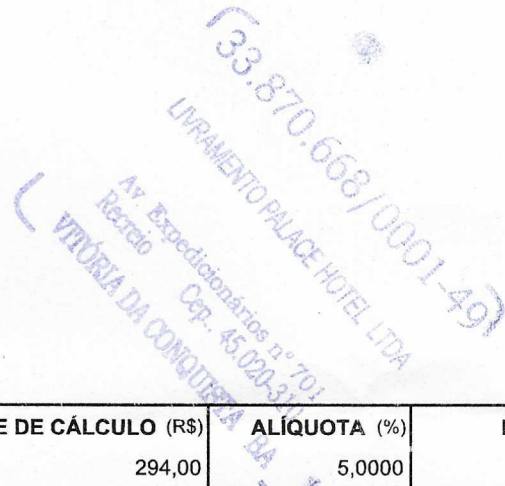 33.870.668/0001-49
LIVRAMENTO PALACE HOTEL LTDA
Av. Expedicionários nº 701
Recreio Cep. 45.020-310
VITÓRIA DA CONQUISTA BA
E DE CÁLCULO (R$) ALÍQUOTA (%)
294,00 5,0000